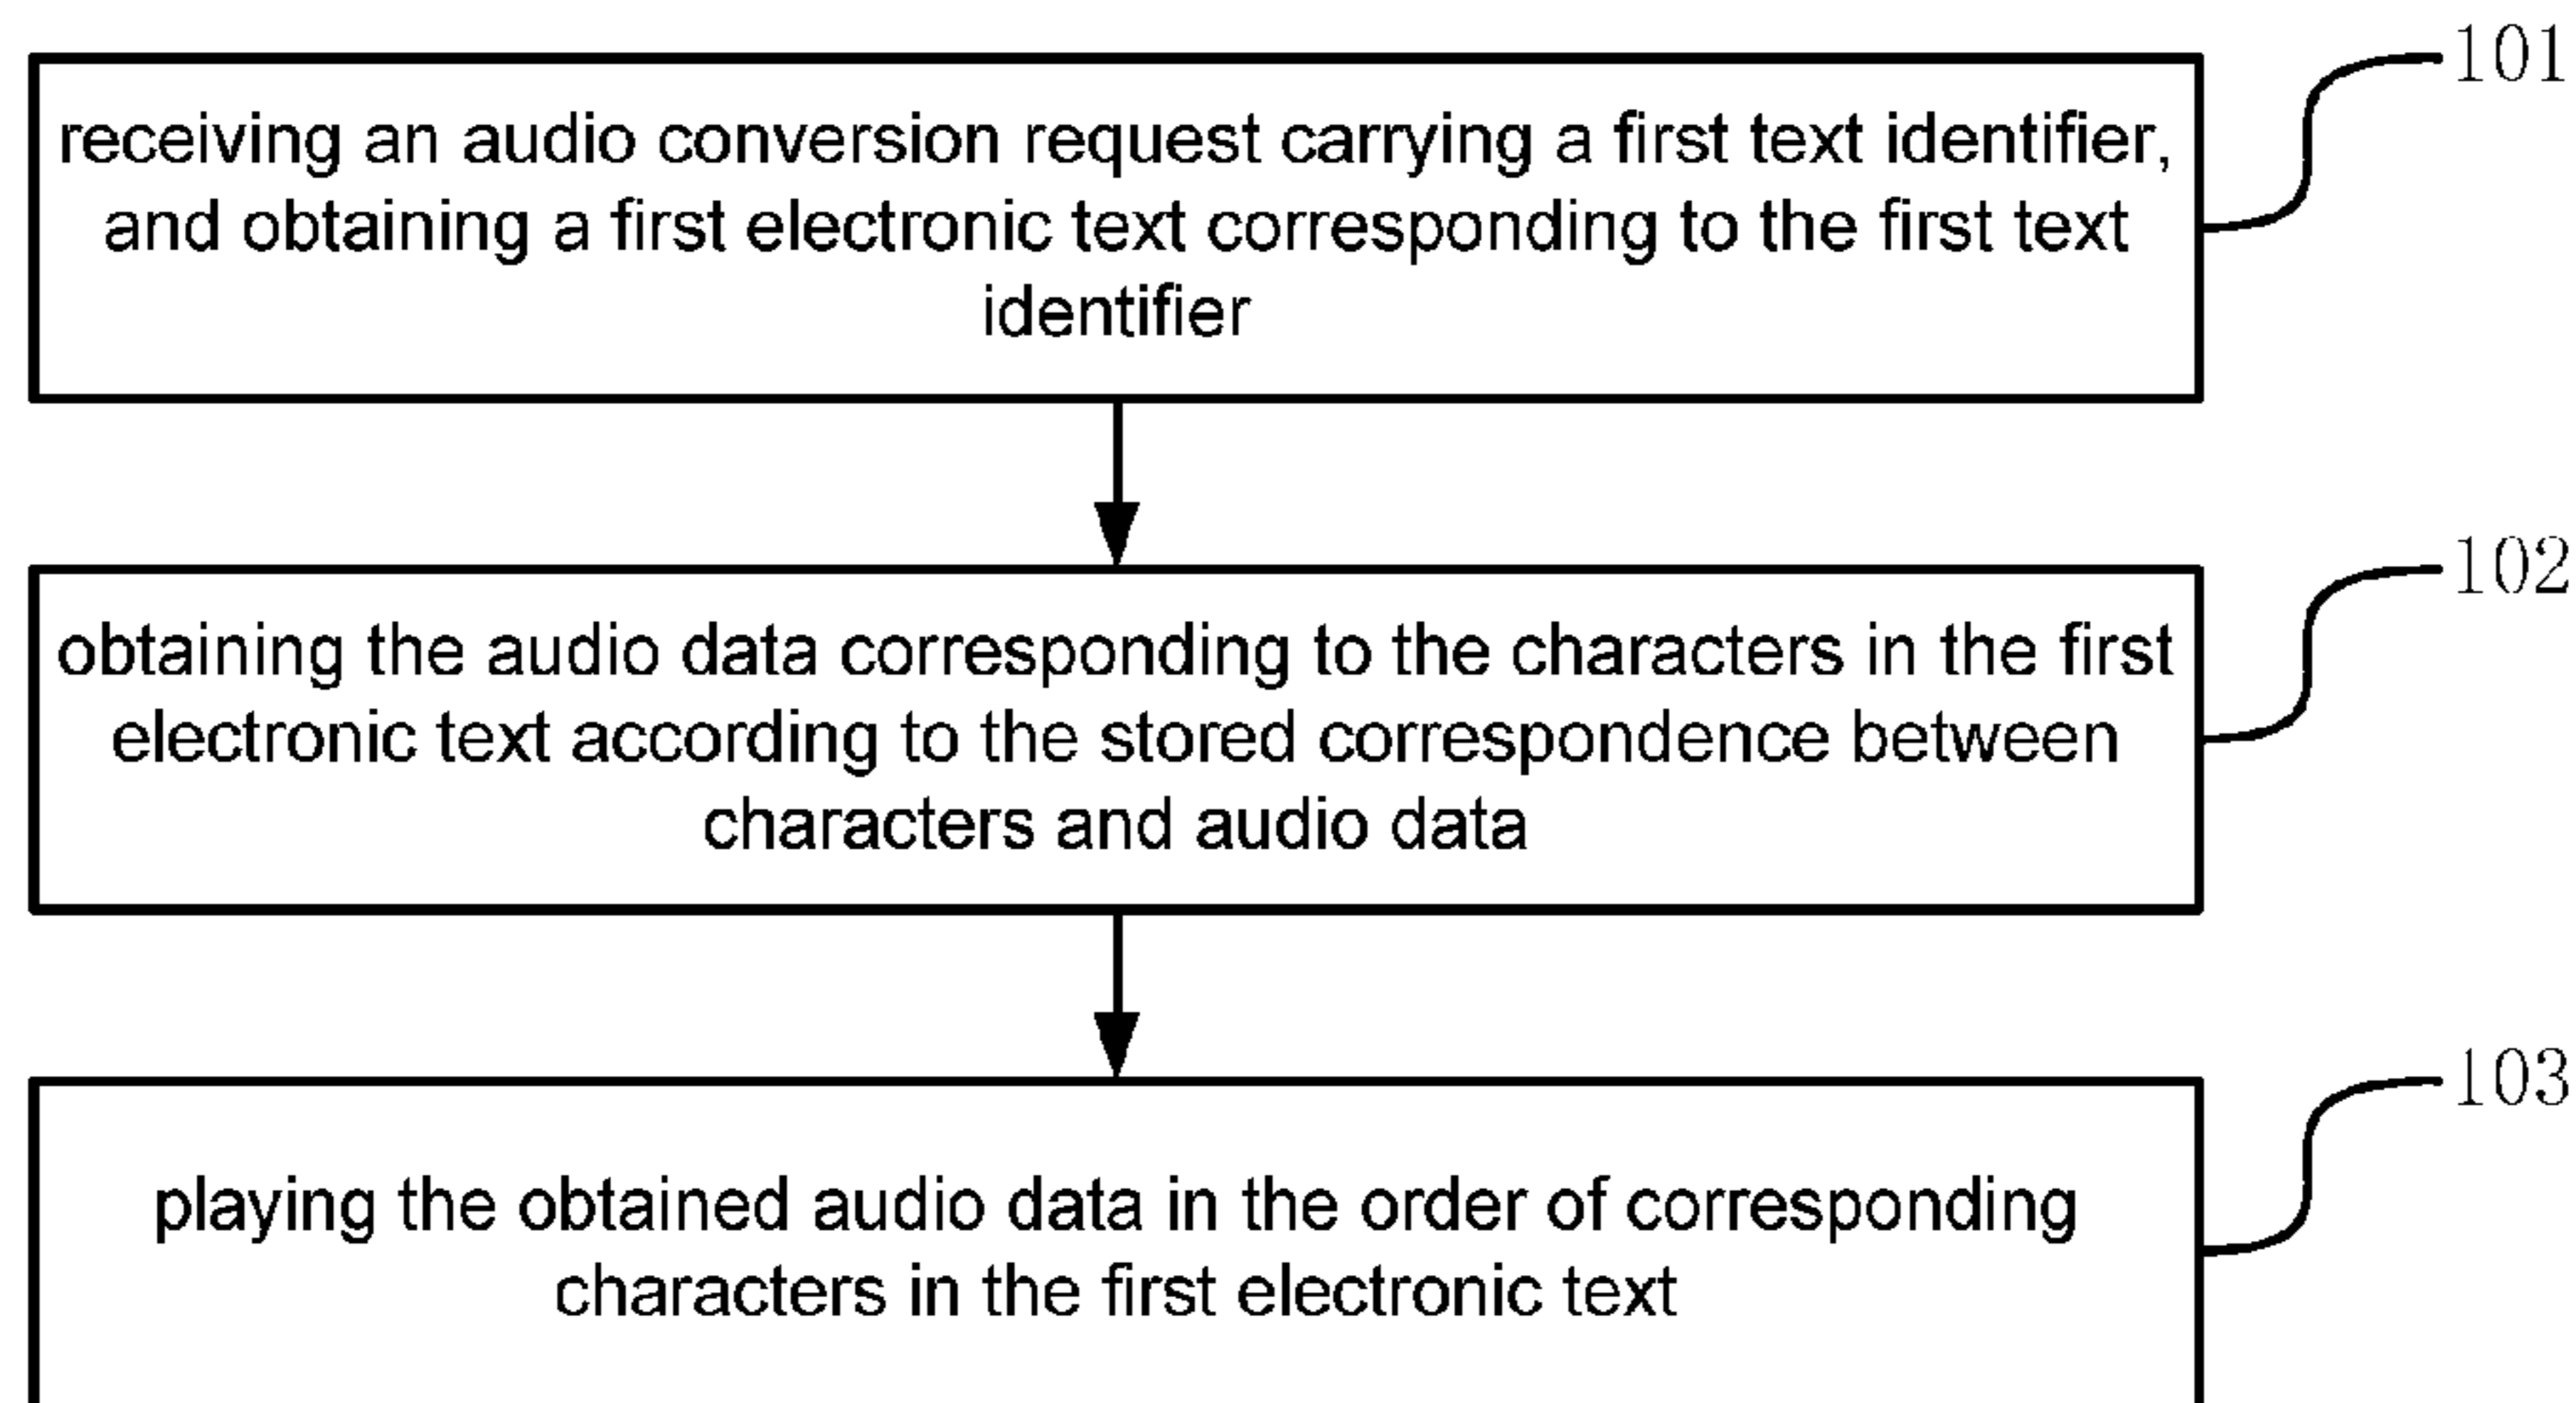 101
receiving an audio conversion request carrying a first text identifier,
and obtaining a first electronic text corresponding to the first text
identifier
102
obtaining the audio data corresponding to the characters in the first
electronic text according to the stored correspondence between
characters and audio data
103
playing the obtained audio data in the order of corresponding
characters in the first electronic text